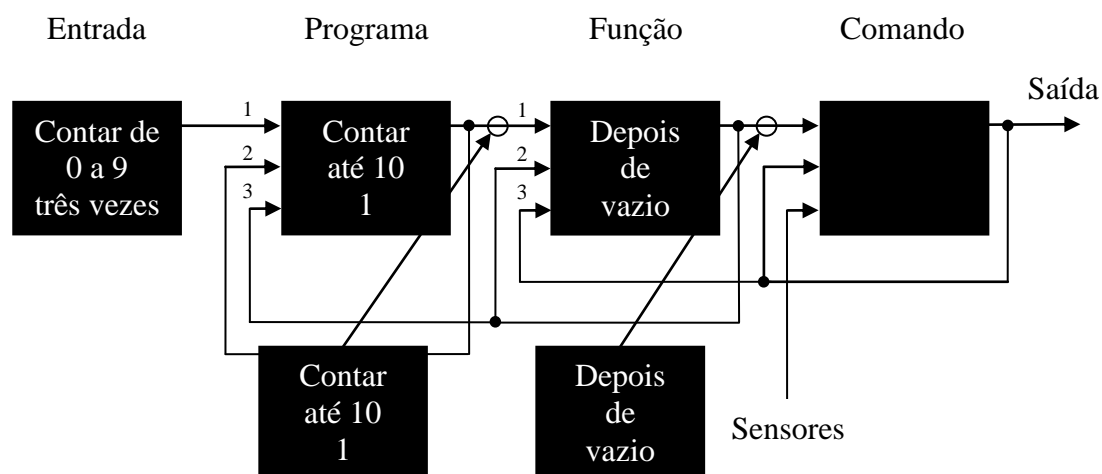 Entrada Programa Função Comando
Saída
1
2
3
1
2
3
Contar de
0 a 9
três vezes
Contar
até 10
1
Depois
de
vazio
Contar
até 10
1
Depois
de
vazio
Sensores